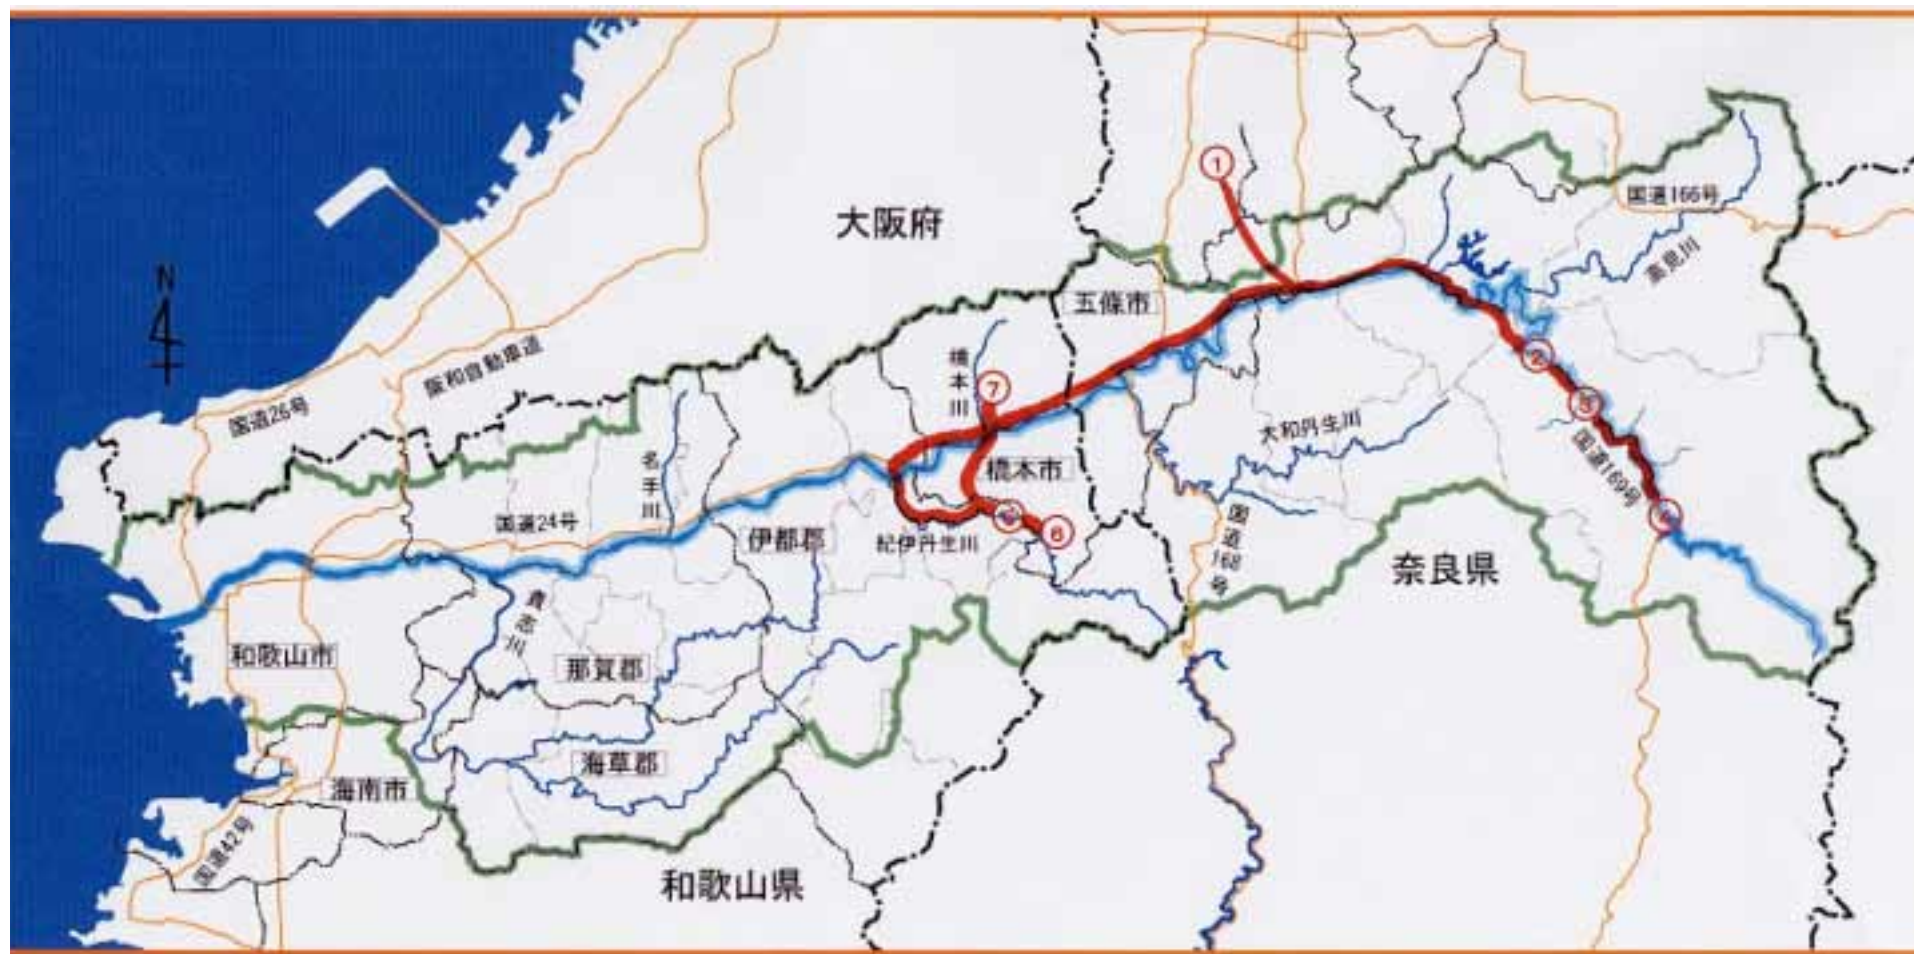 ①
国道166号
大阪府
高見川
N
五條市
阪和自動車道
橋本川
②
⑦
国道26号
③
大和丹生川
名手川
橋本市
国道169号
国道24号
⑥
伊都郡
紀伊丹生川
国道168号
奈良県
貴志川
和歌山市
那賀郡
海草郡
海南市
国道42号
和歌山県